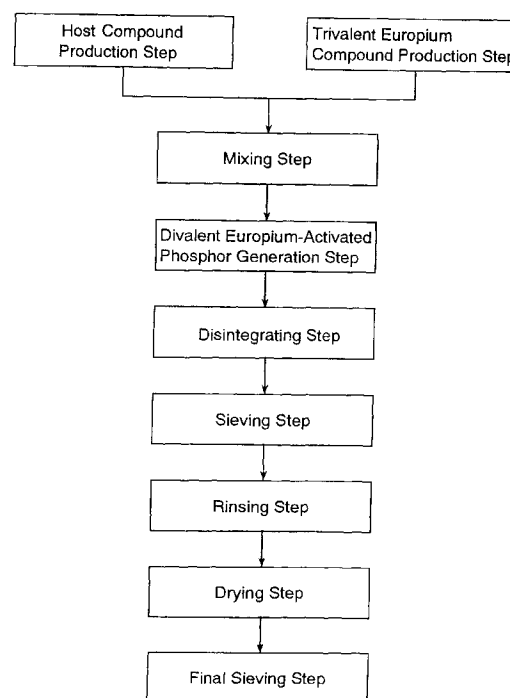 Host Compound
Production Step
Trivalent Europium
Compound Production Step
Mixing Step
Divalent Europium-Activated
Phosphor Generation Step
Disintegrating Step
Sieving Step
Rinsing Step
Drying Step
Final Sieving Step